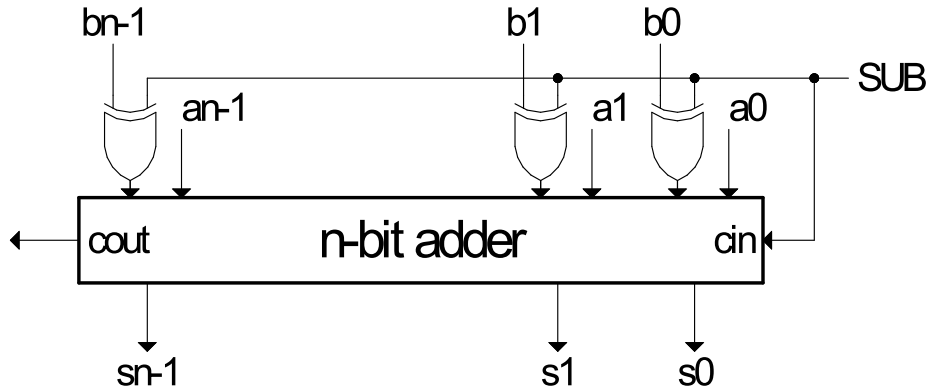 bn-1 b1 b0
SUB
an-1 a1 a0
cout n-bit adder cin
sn-1 s1 s0